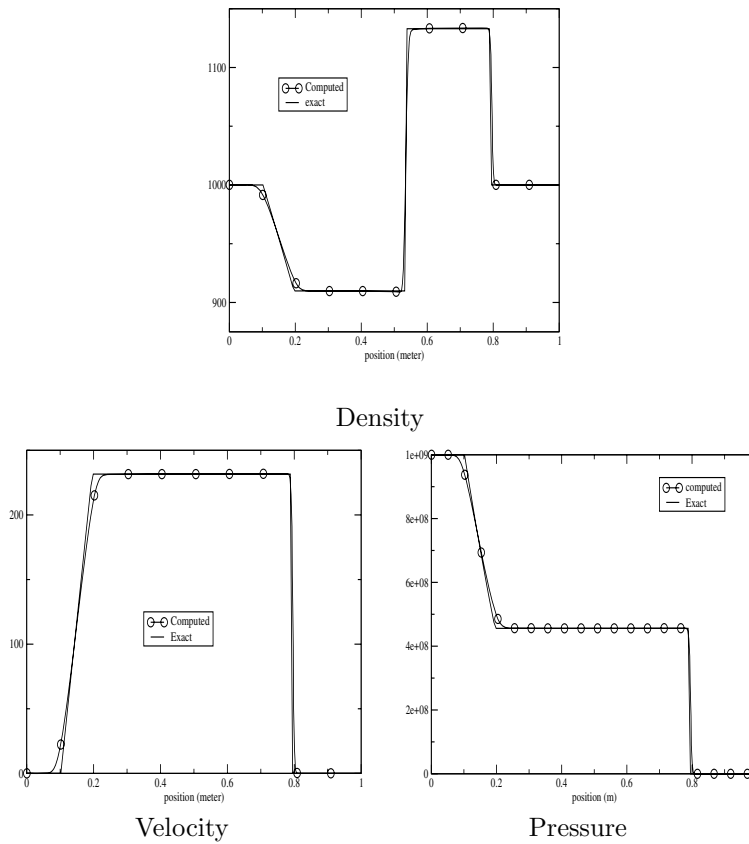 1100
1000
900
Computed
exact
0 0.2 0.4 0.6 0.8 1
position (meter)
Density
200
100
0
Computed
Exact
0 0.2 0.4 0.6 0.8 1
position (meter)
Velocity
1e+09
8e+08
6e+08
4e+08
2e+08
0
computed
Exact
0 0.2 0.4 0.6 0.8
position (m)
Pressure